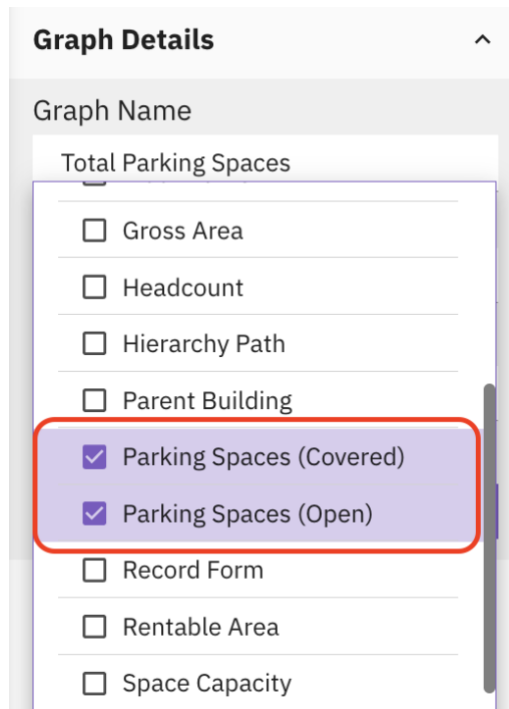 Graph Details
Graph Name
Total Parking Spaces
Gross Area
Headcount
Hierarchy Path
Parent Building
Parking Spaces (Covered)
Parking Spaces (Open)
Record Form
Rentable Area
Space Capacity